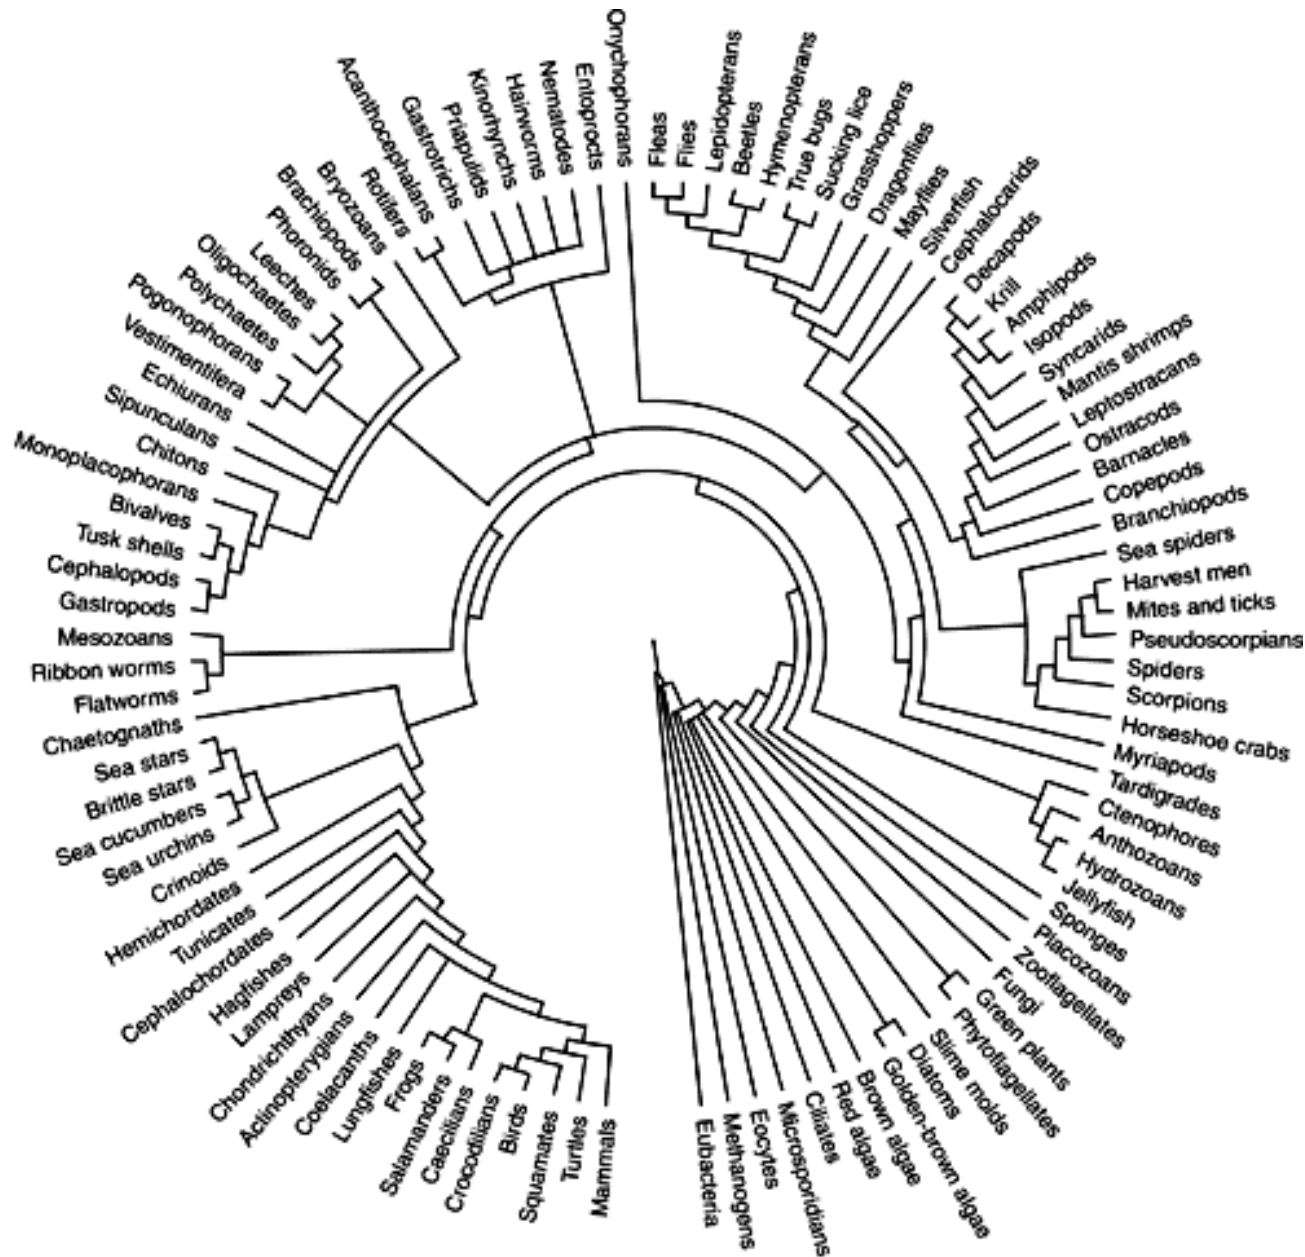 Onychophorans
Fleas
Flies
Lepidopterans
Beetles
Hymenopterans
True bugs
Sucking lice
Grasshoppers
Dragonflies
Mayflies
Silverfish
Cephalocarids
Decapods
Krill
Amphipods
Isopods
Syncarids
Mantis shrimps
Leptostracans
Ostracods
Barnacles
Copepods
Branchiopods
Sea spiders
Harvest men
Mites and ticks
Pseudoscorpians
Spiders
Scorpions
Horseshoe crabs
Myriapods
Tardigrades
Ctenophores
Anthozoans
Hydrozoans
Jellyfish
Sponges
Placozoans
Zooflagellates
Fungi
Green plants
Phytoflagellates
Slime molds
Diatoms
Golden-brown algae
Brown algae
Red algae
Ciliates
Microsporidians
Eocytes
Methanogens
Eubacteria
Mammals
Turtles
Squamates
Birds
Crocodilians
Caecilians
Salamanders
Frogs
Lungfishes
Coelacanths
Actinopterygians
Chondrichthyans
Lampreys
Hagfishes
Cephalochordates
Tunicates
Hemichordates
Crinoids
Sea urchins
Sea cucumbers
Brittle stars
Sea stars
Chaetognaths
Flatworms
Ribbon worms
Mesozoans
Gastropods
Cephalopods
Tusk shells
Bivalves
Monoplacophorans
Chitons
Sipunculans
Echiurans
Vestimentifera
Pogonophorans
Polychaetes
Oligochaetes
Leeches
Phoronids
Brachiopods
Bryozoans
Rotifers
Acanthocephalans
Gastrotrichs
Priapulids
Kinorhynchs
Hairworms
Nematodes
Entoprocts